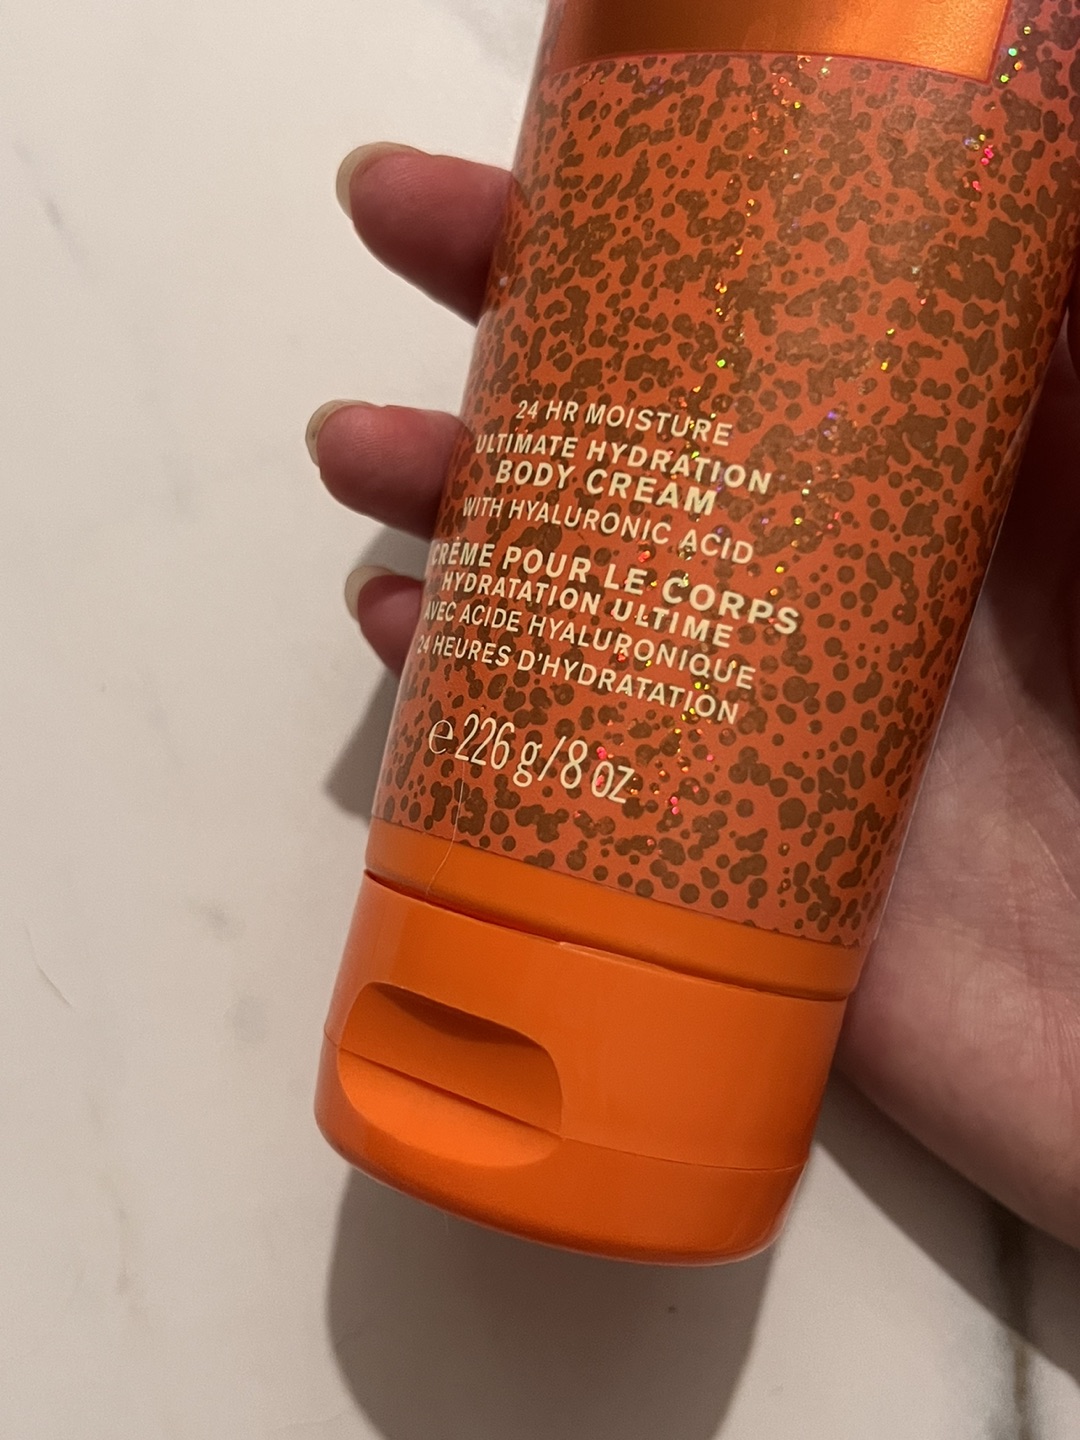 24 HR MOISTURE
ULTIMATE HYDRATION
BODY CREAM
WITH HYALURONIC ACID
CRÈME POUR LE CORPS
HYDRATATION ULTIME
AVEC ACIDE HYALURONIQUE
24 HEURES D'HYDRATATION
℮ 226 g/8 oz